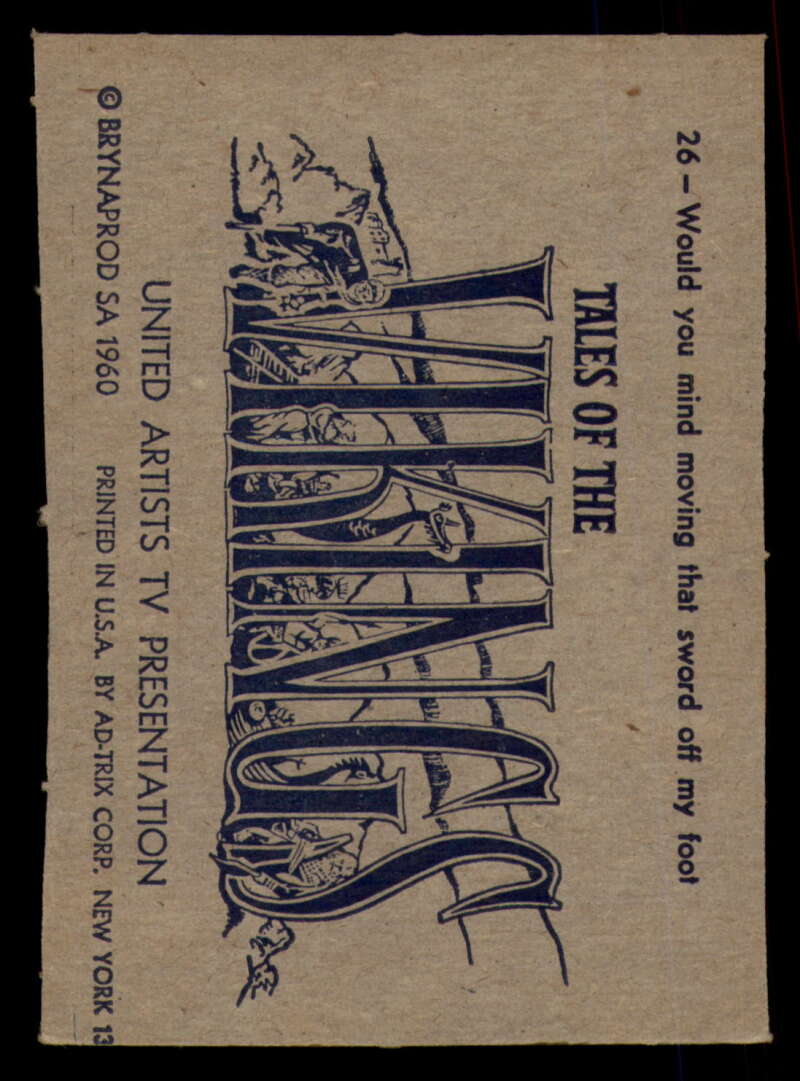 26 – Would you mind moving that sword off my foot
TALES OF THE
VIKINGS
UNITED ARTISTS TV PRESENTATION
© BRYNAPROD SA 1960 PRINTED IN U.S.A. BY AD-TRIX CORP. NEW YORK 13